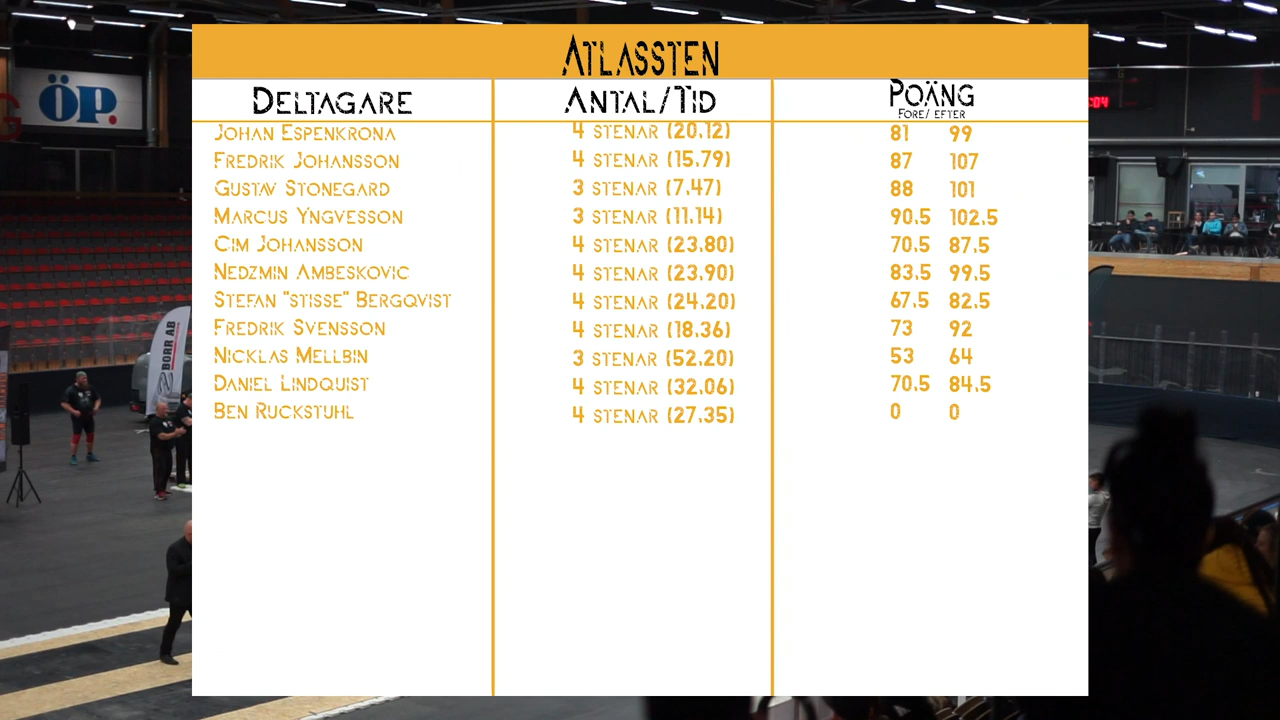 ATLASSTEN
DELTAGARE ANTAL/TID POÄNG
FORE/ EFTER
JOHAN ESPENKRONA 4 STENAR (20.12) 81 99
FREDRIK JOHANSSON 4 STENAR (15.79) 87 107
GUSTAV STONEGARD 3 STENAR (7.47) 88 101
MARCUS YNGVESSON 3 STENAR (11.14) 90.5 102.5
CIM JOHANSSON 4 STENAR (23.80) 70.5 87.5
NEDZMIN AMBESKOVIC 4 STENAR (23.90) 83.5 99.5
STEFAN "STISSE" BERGQVIST 4 STENAR (24.20) 67.5 82.5
FREDRIK SVENSSON 4 STENAR (18.36) 73 92
NICKLAS MELLBIN 3 STENAR (52.20) 53 64
DANIEL LINDQUIST 4 STENAR (32.06) 70.5 84.5
BEN RUCKSTUHL 4 STENAR (27.35) 0 0
ÖP.
BORR AB